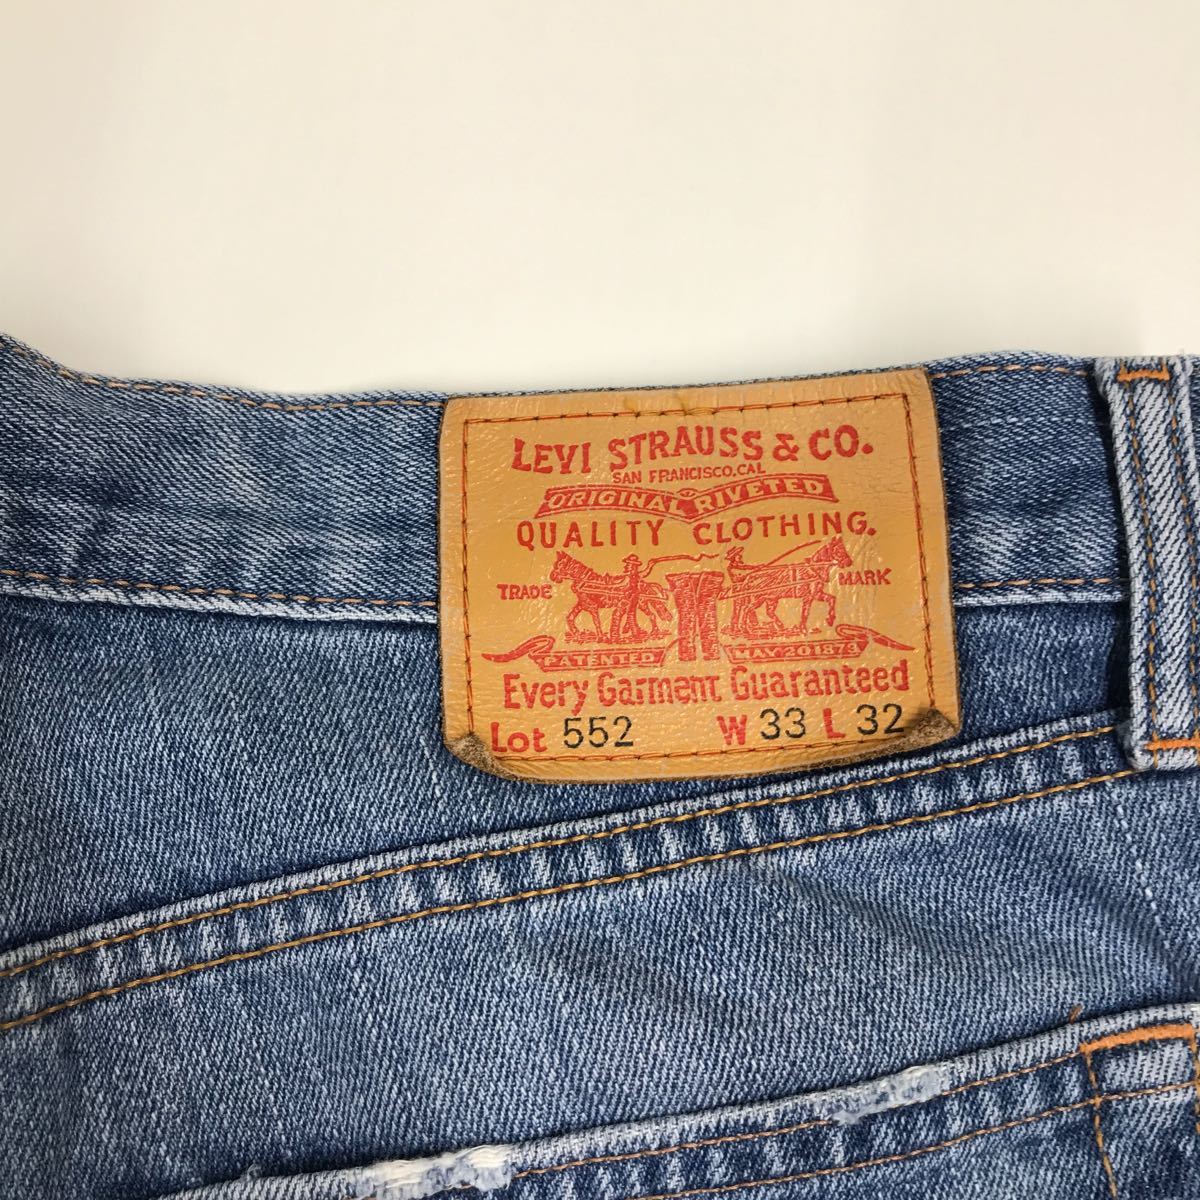 LEVI STRAUSS & CO.
SAN FRANCISCO, CAL
ORIGINAL RIVETED
QUALITY CLOTHING.
TRADE MARK
PATENTED MAY 20 1873
Every Garment Guaranteed
Lot 552 W 33 L 32